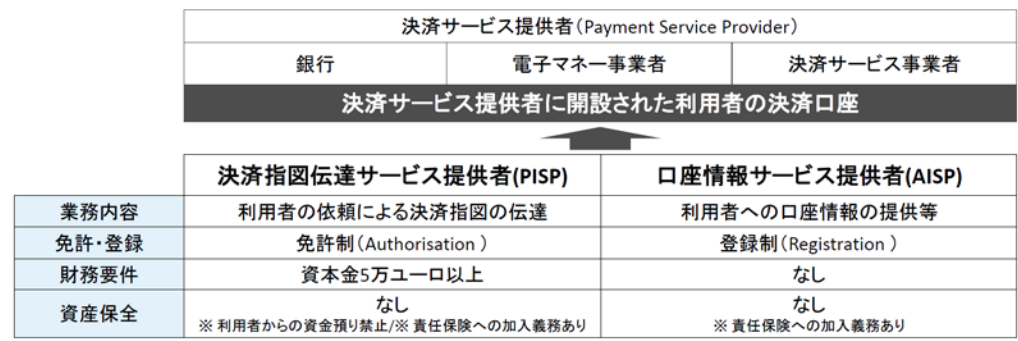 決済サービス提供者（Payment Service Provider）
銀行 電子マネー事業者 決済サービス事業者
決済サービス提供者に開設された利用者の決済口座
決済指図伝達サービス提供者(PISP) 口座情報サービス提供者(AISP)
業務内容 利用者の依頼による決済指図の伝達 利用者への口座情報の提供等
免許・登録 免許制（Authorisation ） 登録制（Registration ）
財務要件 資本金5万ユーロ以上 なし
資産保全 なし なし
※ 利用者からの資金預り禁止/※ 責任保険への加入義務あり ※ 責任保険への加入義務あり